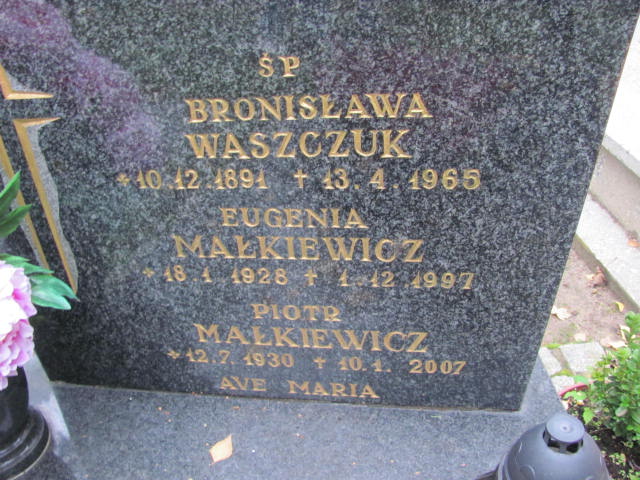 ŚP
BRONISŁAWA
WASZCZUK
* 10.12.1891 † 13.4.1965
EUGENIA
MAŁKIEWICZ
* 18.1.1928 † 1.12.1997
PIOTR
MAŁKIEWICZ
* 12.7.1930 † 10.1.2007
AVE MARIA